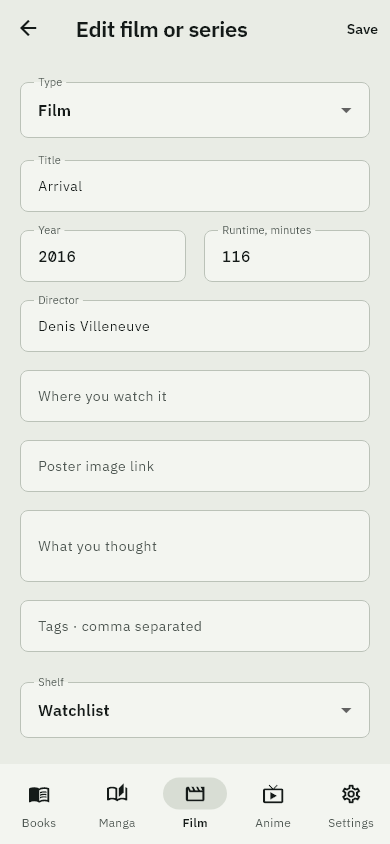 Edit film or series
Save
Type
Film
Title
Arrival
Year
Runtime, minutes
2016
116
Director
Denis Villeneuve
Where you watch it
Poster image link
What you thought
Tags · comma separated
Shelf
Watchlist
Books
Manga
Film
Anime
Settings